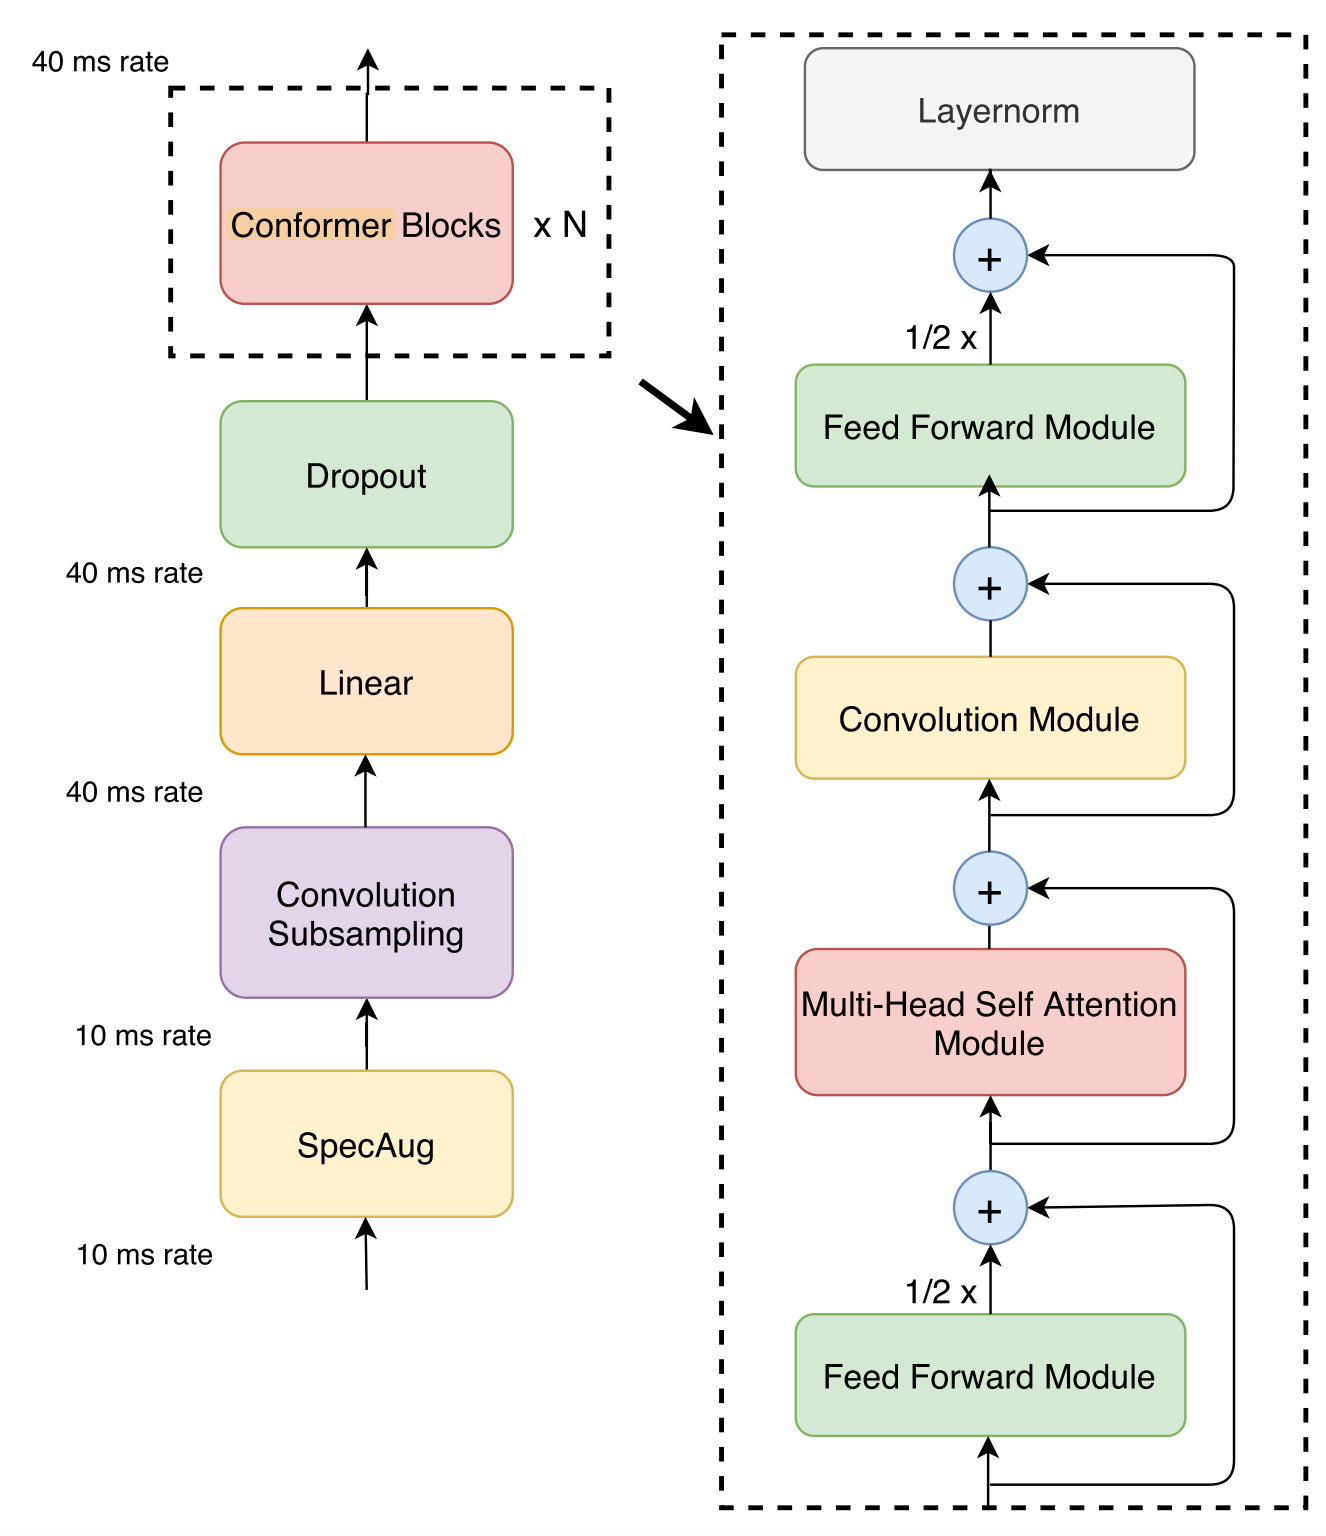 40 ms rate
Conformer Blocks
x N
Dropout
40 ms rate
Linear
40 ms rate
Convolution
Subsampling
10 ms rate
SpecAug
10 ms rate
Layernorm
+
1/2 x
Feed Forward Module
+
Convolution Module
+
Multi-Head Self Attention
Module
+
1/2 x
Feed Forward Module